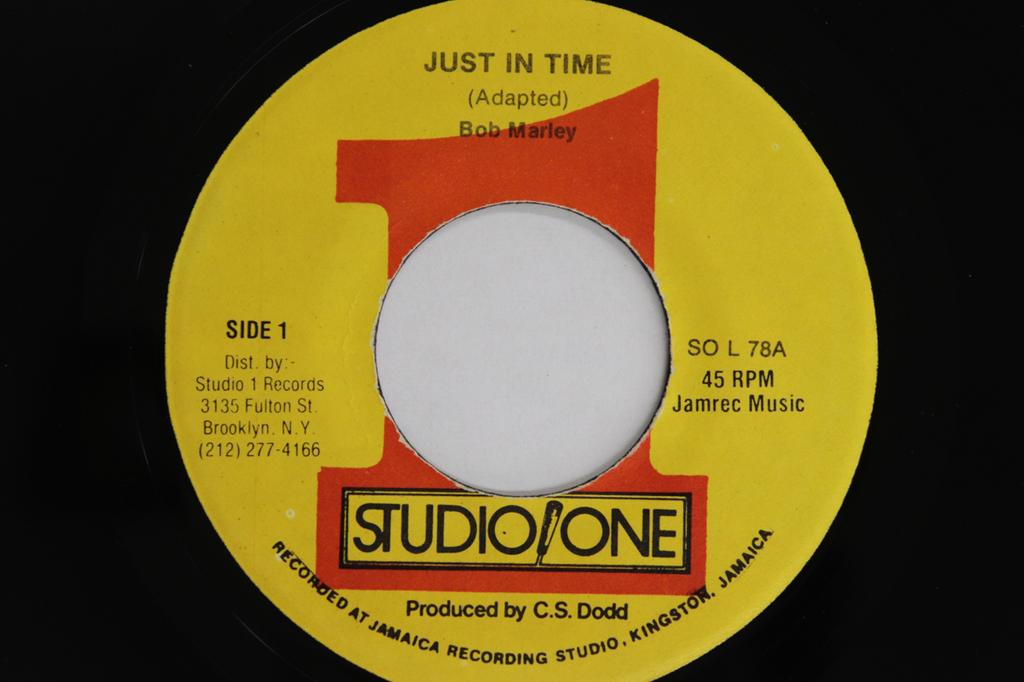 JUST IN TIME
(Adapted)
Bob Marley
SIDE 1
Dist. by:-
Studio 1 Records
3135 Fulton St.
Brooklyn. N.Y.
(212) 277-4166
SO L 78A
45 RPM
Jamrec Music
STUDIO ONE
Produced by C.S. Dodd
RECORDED AT JAMAICA RECORDING STUDIO, KINGSTON, JAMAICA